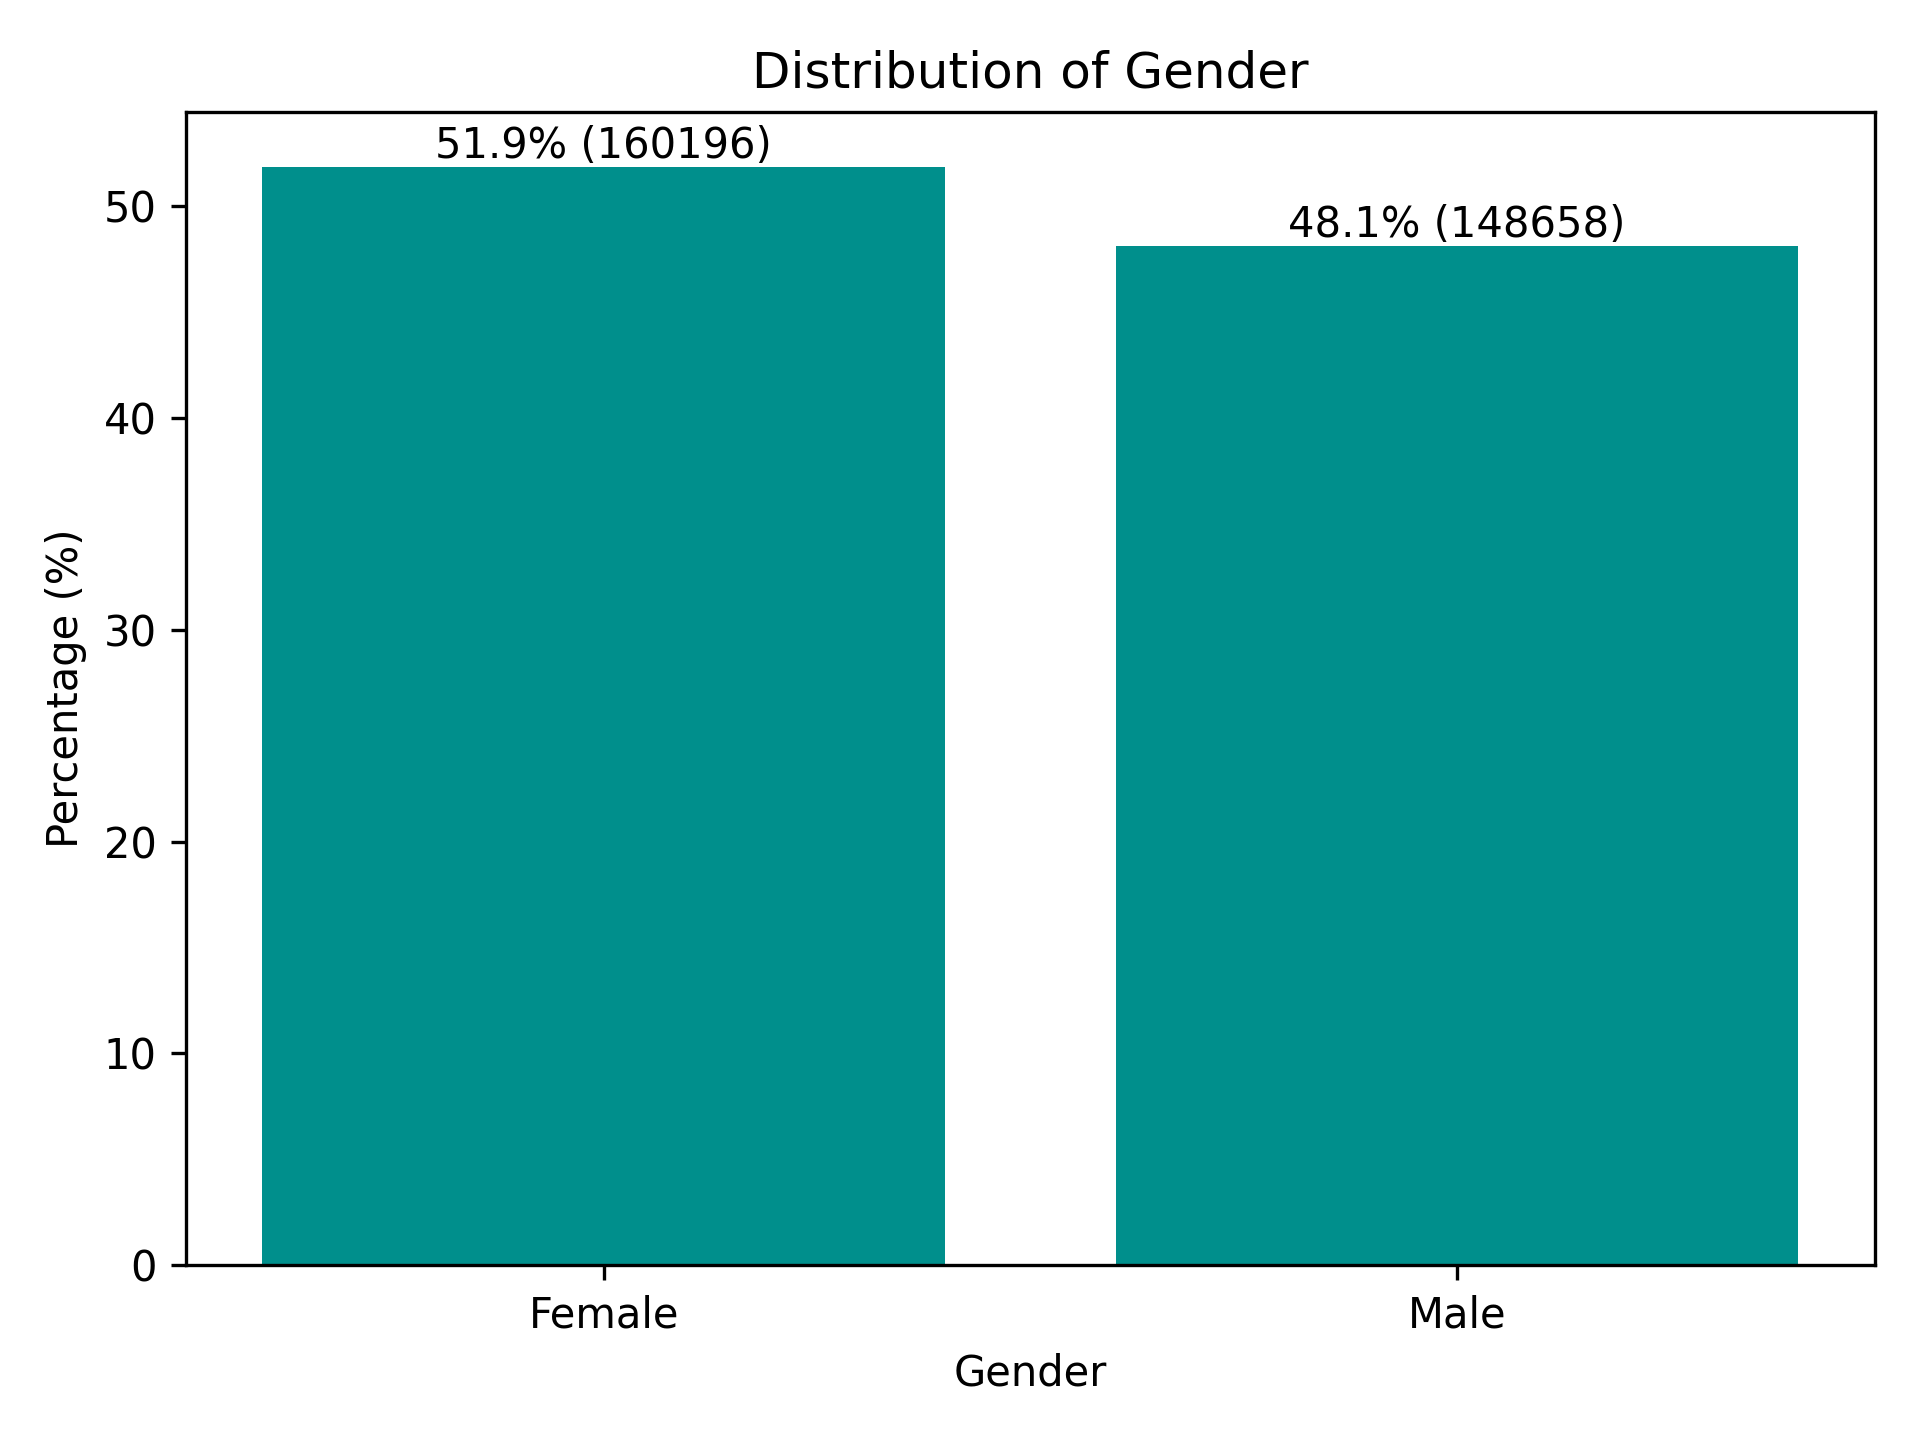 Distribution of Gender
51.9% (160196)
48.1% (148658)
50
40
30
20
10
0
Percentage (%)
Female
Male
Gender